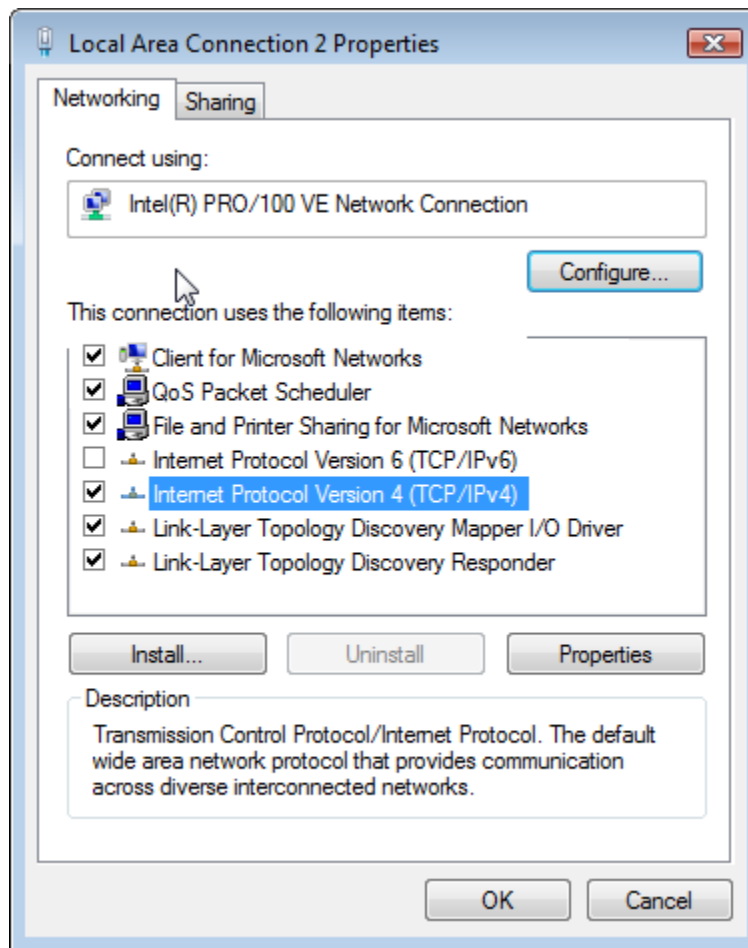 Local Area Connection 2 Properties
Networking
Sharing
Connect using:
Intel(R) PRO/100 VE Network Connection
Configure...
This connection uses the following items:
Client for Microsoft Networks
QoS Packet Scheduler
File and Printer Sharing for Microsoft Networks
Internet Protocol Version 6 (TCP/IPv6)
Internet Protocol Version 4 (TCP/IPv4)
Link-Layer Topology Discovery Mapper I/O Driver
Link-Layer Topology Discovery Responder
Install...
Uninstall
Properties
Description
Transmission Control Protocol/Internet Protocol. The default
wide area network protocol that provides communication
across diverse interconnected networks.
OK
Cancel